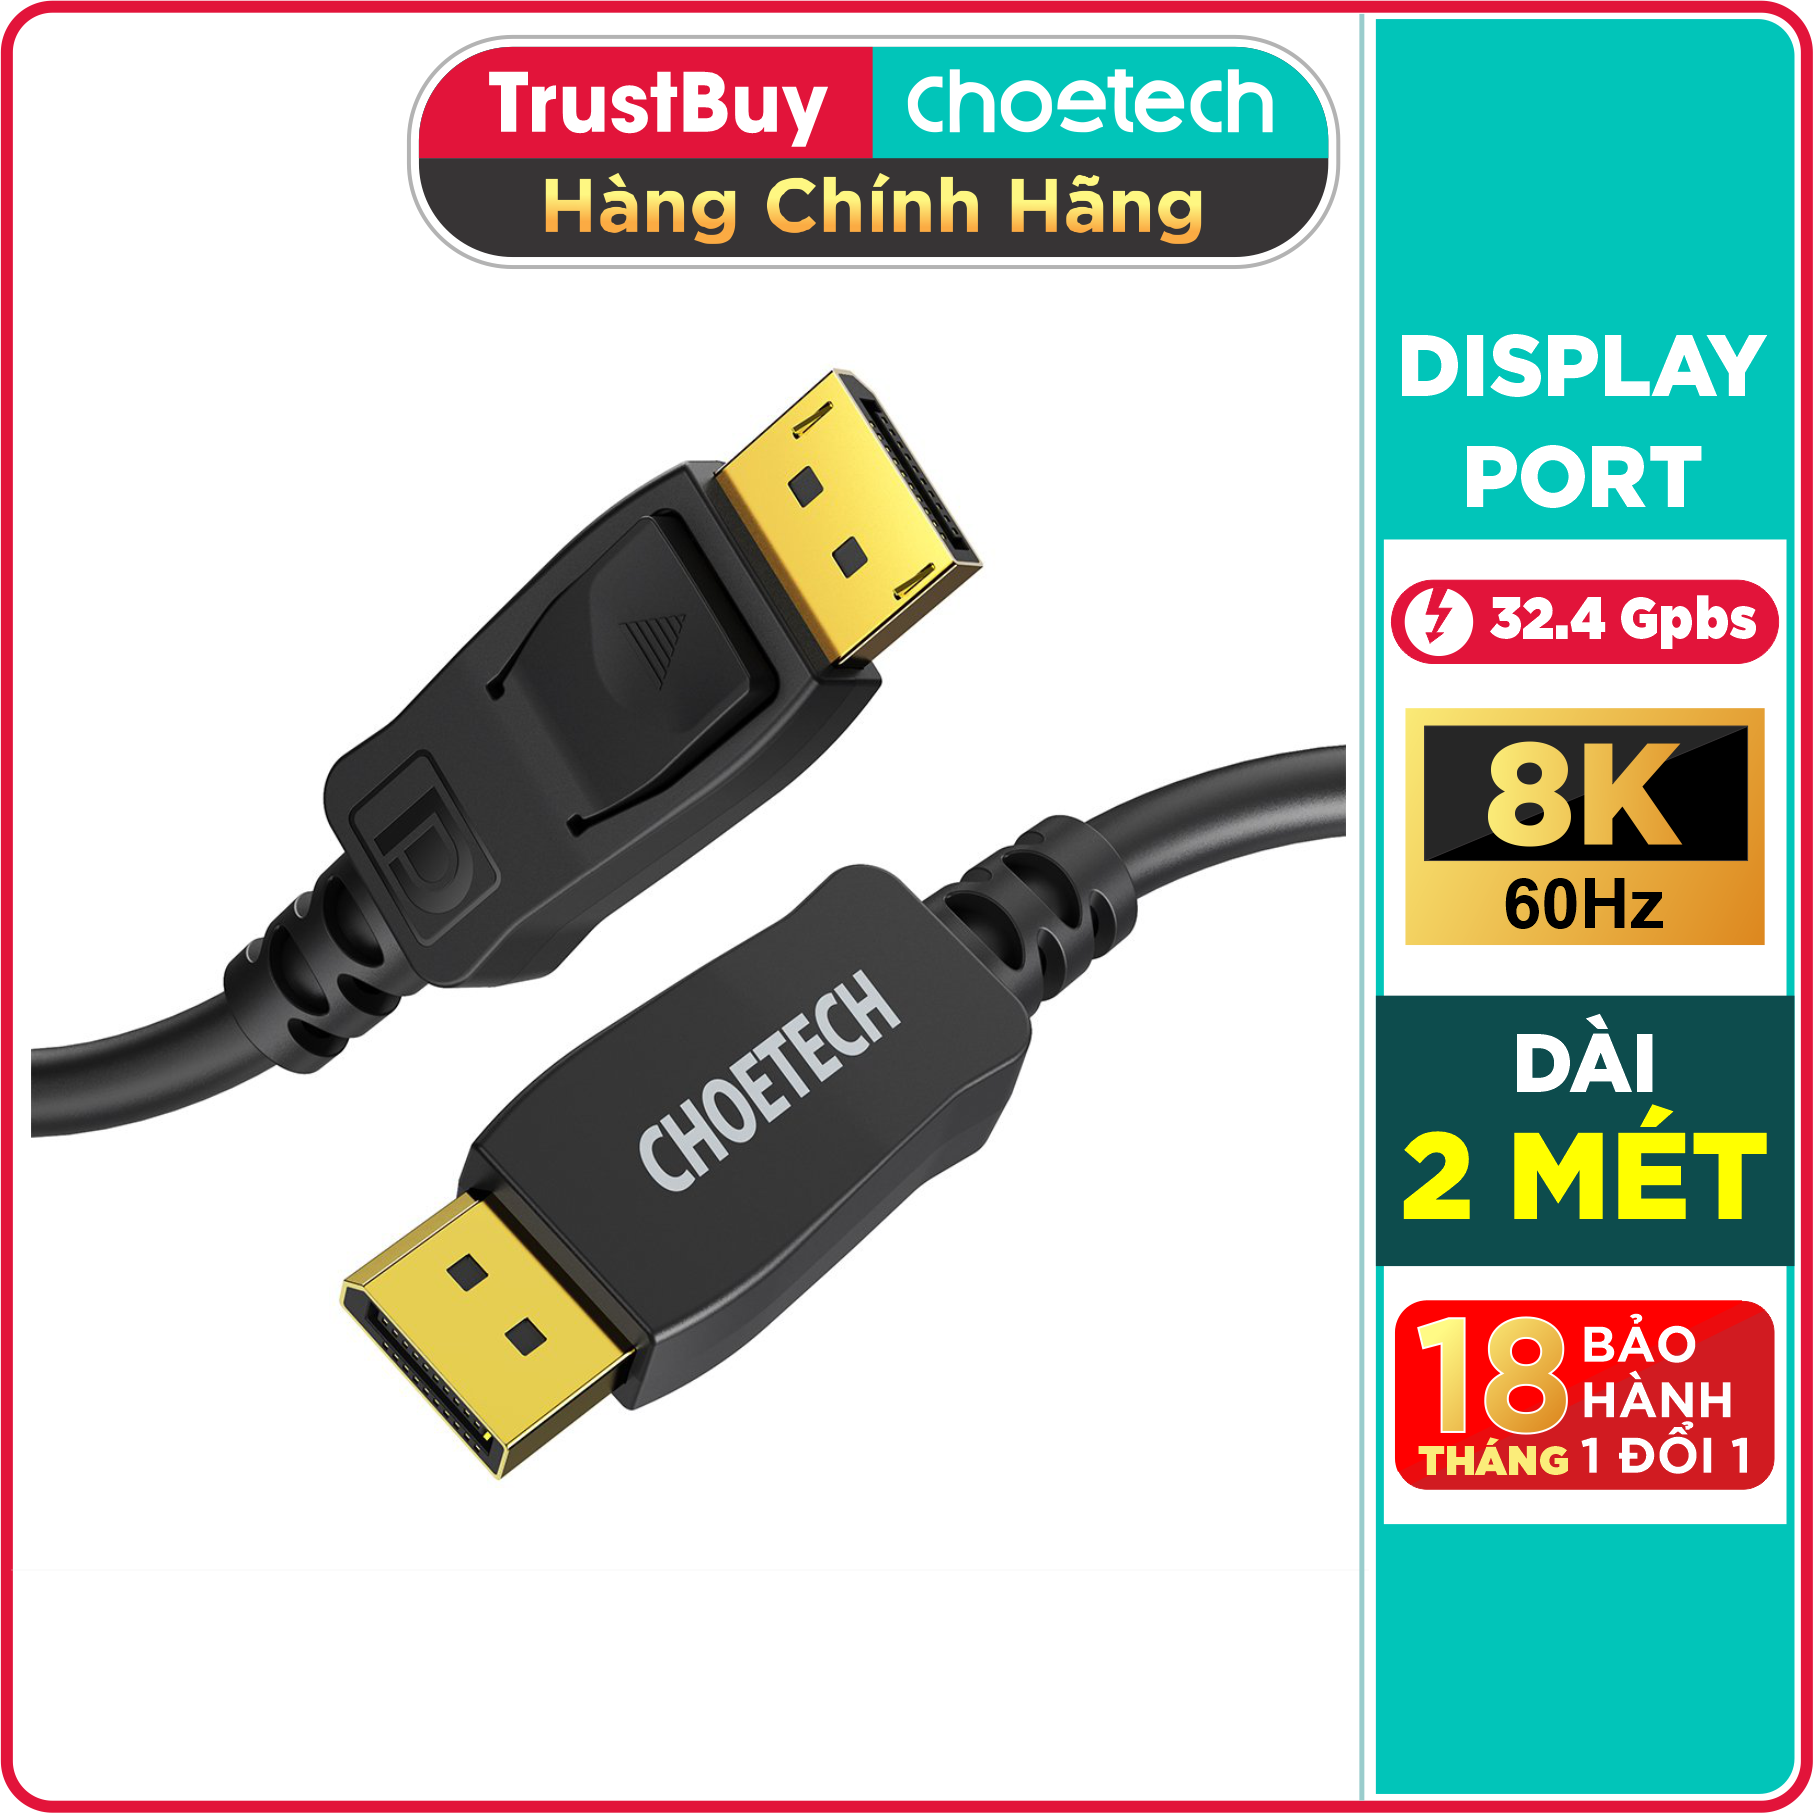 TrustBuy choetech
Hàng Chính Hãng
DISPLAY
PORT
32.4 Gpbs
8K
60Hz
CHOETECH
DÀI
2 MÉT
18 THÁNG
BẢO
HÀNH
1 ĐỔI 1